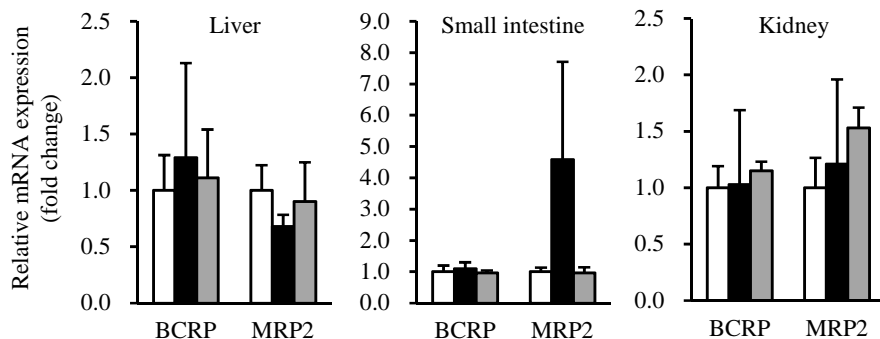 Relative mRNA expression
(fold change)
Liver
2.5
2.0
1.5
1.0
0.5
0.0
BCRP MRP2
Small intestine
9.0
8.0
7.0
6.0
5.0
4.0
3.0
2.0
1.0
0.0
BCRP MRP2
Kidney
2.5
2.0
1.5
1.0
0.5
0.0
BCRP MRP2